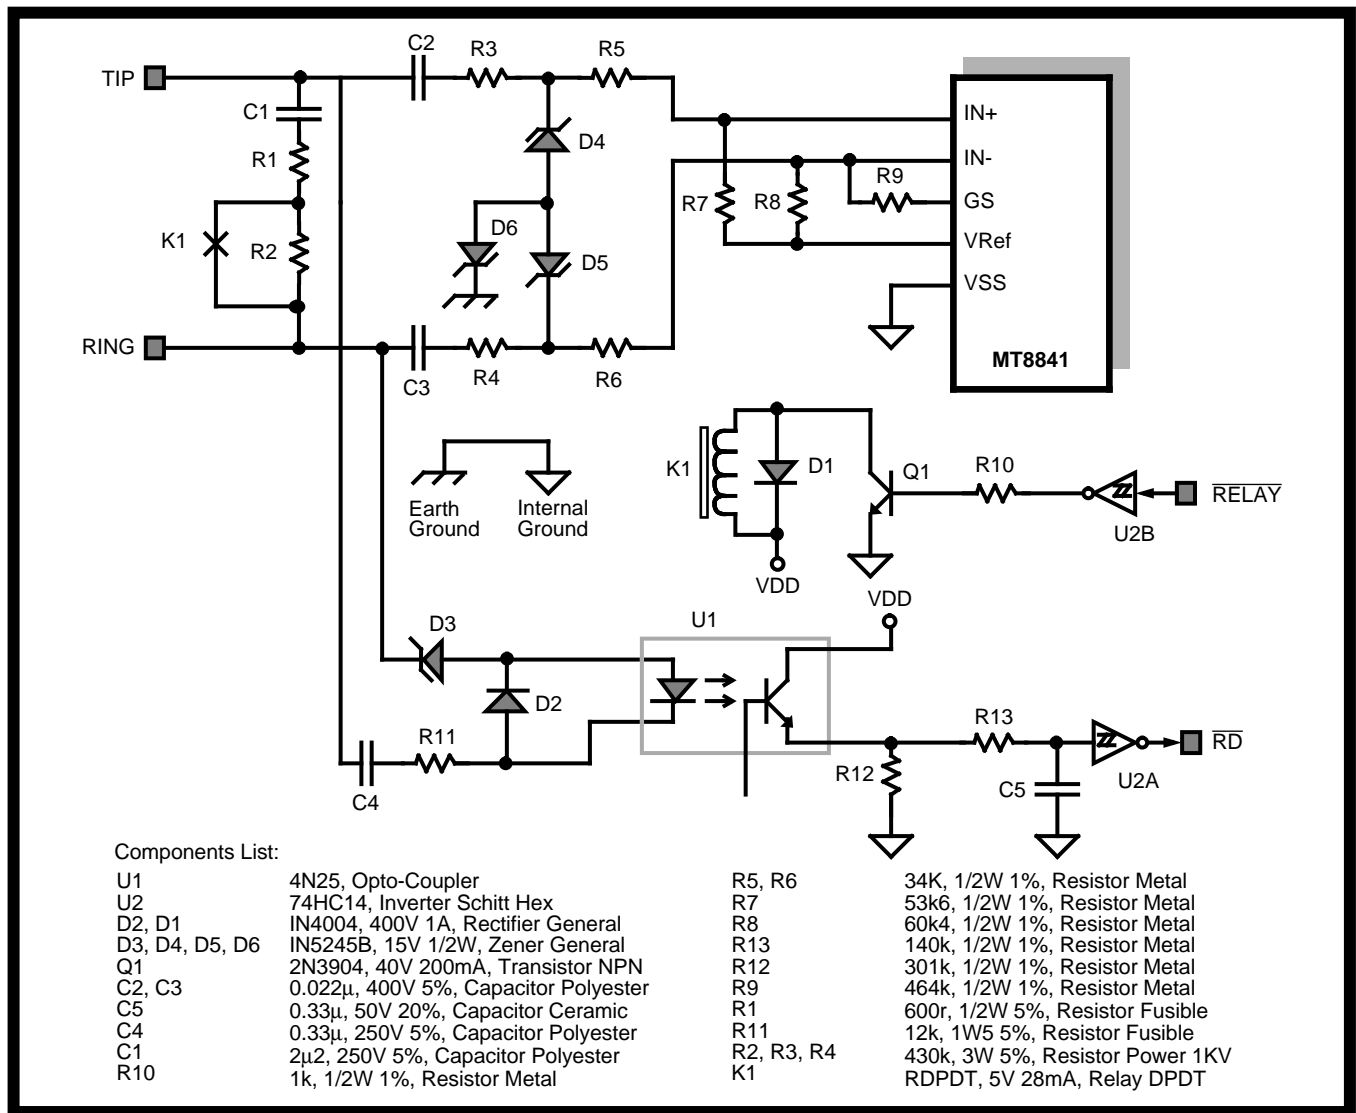 C2
R3
R5
TIP
C1
R1
K1
R2
D4
D6
D5
RING
C3
R4
R6
R7
R8
R9
IN+
IN-
GS
VRef
VSS
MT8841
Earth
Ground
Internal
Ground
K1
D1
Q1
R10
RELAY
U2B
VDD
VDD
U1
D3
D2
R11
C4
R12
R13
C5
U2A
RD
Components List:
U1 4N25, Opto-Coupler
U2 74HC14, Inverter Schitt Hex
D2, D1 IN4004, 400V 1A, Rectifier General
D3, D4, D5, D6 IN5245B, 15V 1/2W, Zener General
Q1 2N3904, 40V 200mA, Transistor NPN
C2, C3 0.022μ, 400V 5%, Capacitor Polyester
C5 0.33μ, 50V 20%, Capacitor Ceramic
C4 0.33μ, 250V 5%, Capacitor Polyester
C1 2μ2, 250V 5%, Capacitor Polyester
R10 1k, 1/2W 1%, Resistor Metal
R5, R6 34K, 1/2W 1%, Resistor Metal
R7 53k6, 1/2W 1%, Resistor Metal
R8 60k4, 1/2W 1%, Resistor Metal
R13 140k, 1/2W 1%, Resistor Metal
R12 301k, 1/2W 1%, Resistor Metal
R9 464k, 1/2W 1%, Resistor Metal
R1 600r, 1/2W 5%, Resistor Fusible
R11 12k, 1W5 5%, Resistor Fusible
R2, R3, R4 430k, 3W 5%, Resistor Power 1KV
K1 RDPDT, 5V 28mA, Relay DPDT